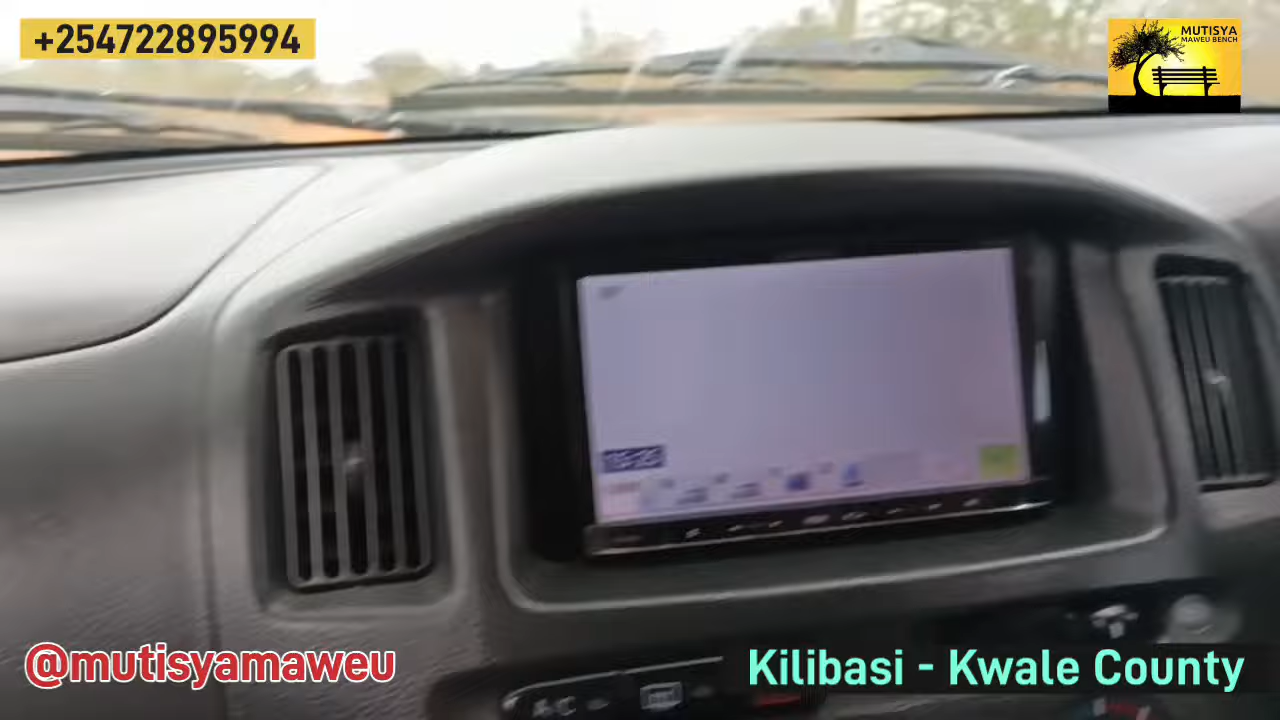 +254722895994
MUTISYA
MAWEU BENCH
A/C
@mutisyamaweu
Kilibasi - Kwale County